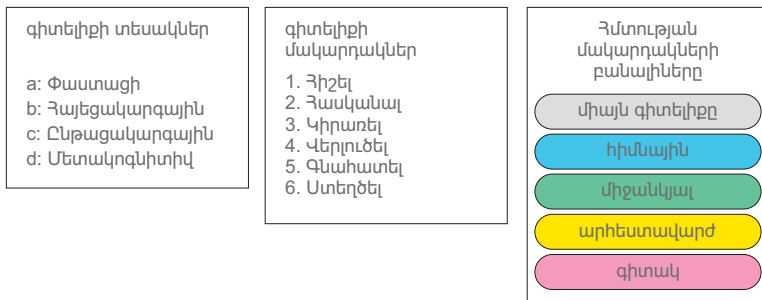 գիտելիքի տեսակներ
a: Փաստացի
b: Հայեցակարգային
c: Ընթացակարգային
d: Մետակոգնիտիվ
գիտելիքի
մակարդակներ
1. Հիշել
2. Հասկանալ
3. Կիրառել
4. Վերլուծել
5. Գնահատել
6. Ստեղծել
Հմտության
մակարդակների
բանալիները
միայն գիտելիքը
հիմնային
միջանկյալ
արհեստավարժ
գիտակ